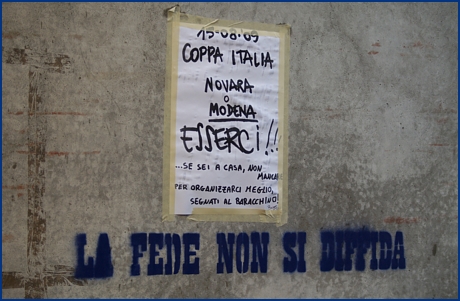 15-08-09
COPPA ITALIA
NOVARA
O
MODENA
ESSERCI!!!
...SE SEI A CASA, NON
MANCARE
PER ORGANIZZARCI MEGLIO,
SEGNATI AL BARACCHINO
LA FEDE NON SI DIFFIDA